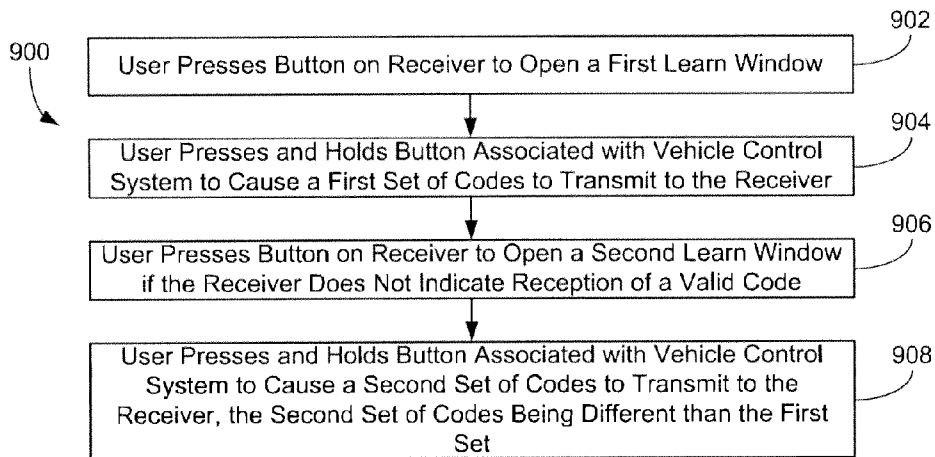 900
902
User Presses Button on Receiver to Open a First Learn Window
904
User Presses and Holds Button Associated with Vehicle Control
System to Cause a First Set of Codes to Transmit to the Receiver
906
User Presses Button on Receiver to Open a Second Learn Window
if the Receiver Does Not Indicate Reception of a Valid Code
908
User Presses and Holds Button Associated with Vehicle Control
System to Cause a Second Set of Codes to Transmit to the
Receiver, the Second Set of Codes Being Different than the First
Set